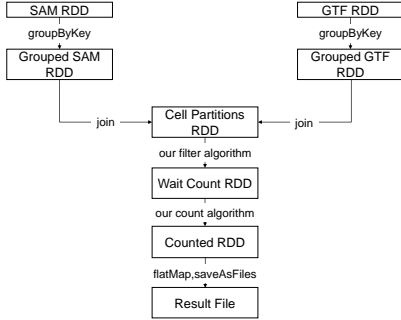 SAM RDD
GTF RDD
groupByKey
groupByKey
Grouped SAM
RDD
Grouped GTF
RDD
join
Cell Partitions
RDD
join
our filter algorithm
Wait Count RDD
our count algorithm
Counted RDD
flatMap,saveAsFiles
Result File